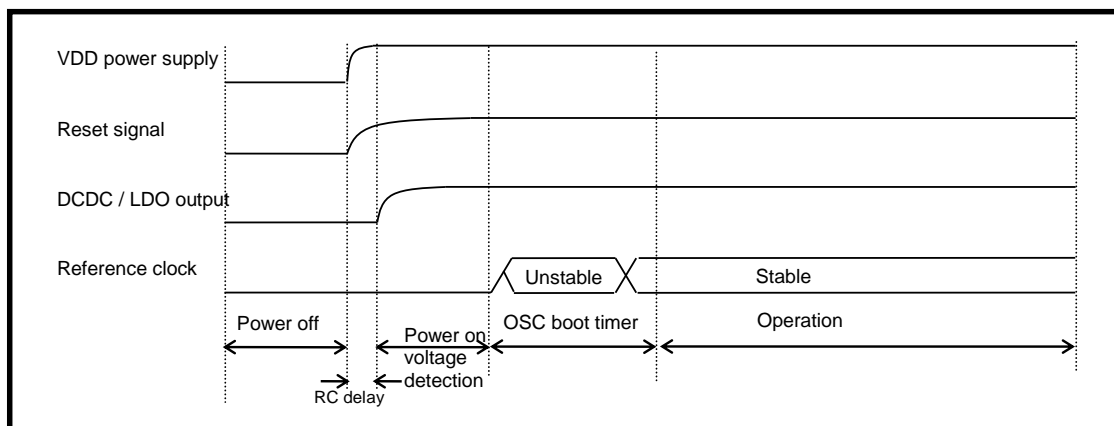 VDD power supply
Reset signal
DCDC / LDO output
Reference clock
Unstable
Stable
Power off
Power on
voltage
detection
OSC boot timer
Operation
RC delay